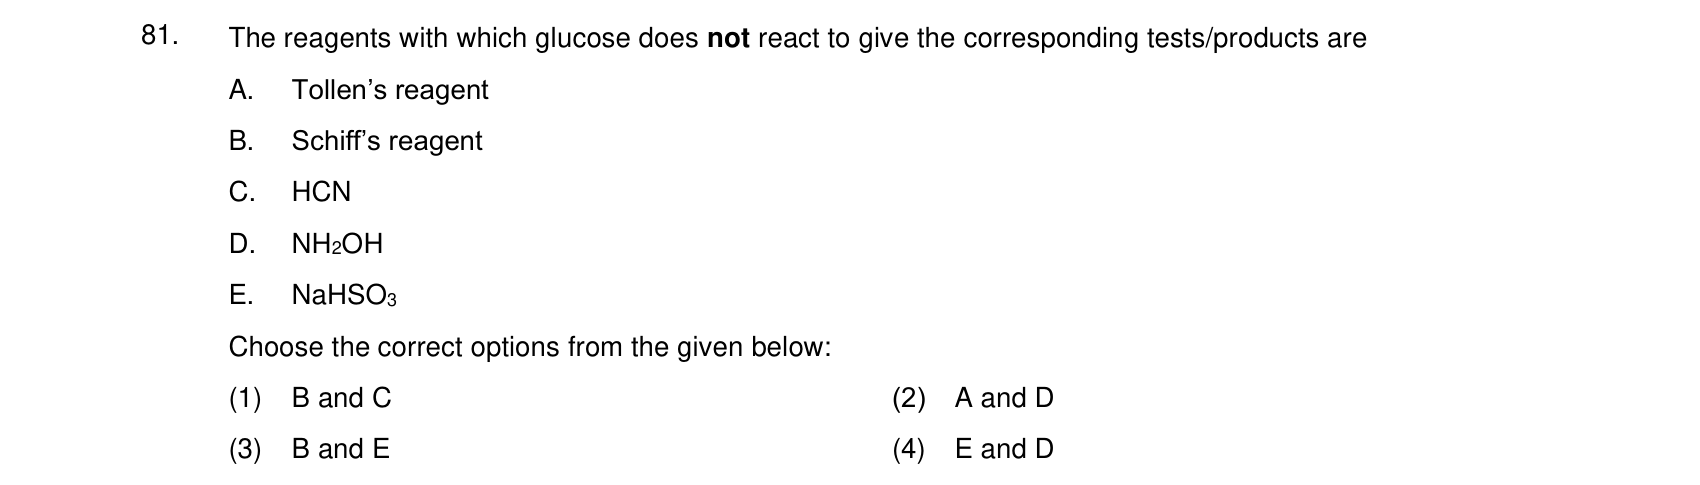 81. The reagents with which glucose does not react to give the corresponding tests/products are
A. Tollen's reagent
B. Schiff's reagent
C. HCN
D. NH₂OH
E. NaHSO₃
Choose the correct options from the given below:
(1) B and C (2) A and D
(3) B and E (4) E and D